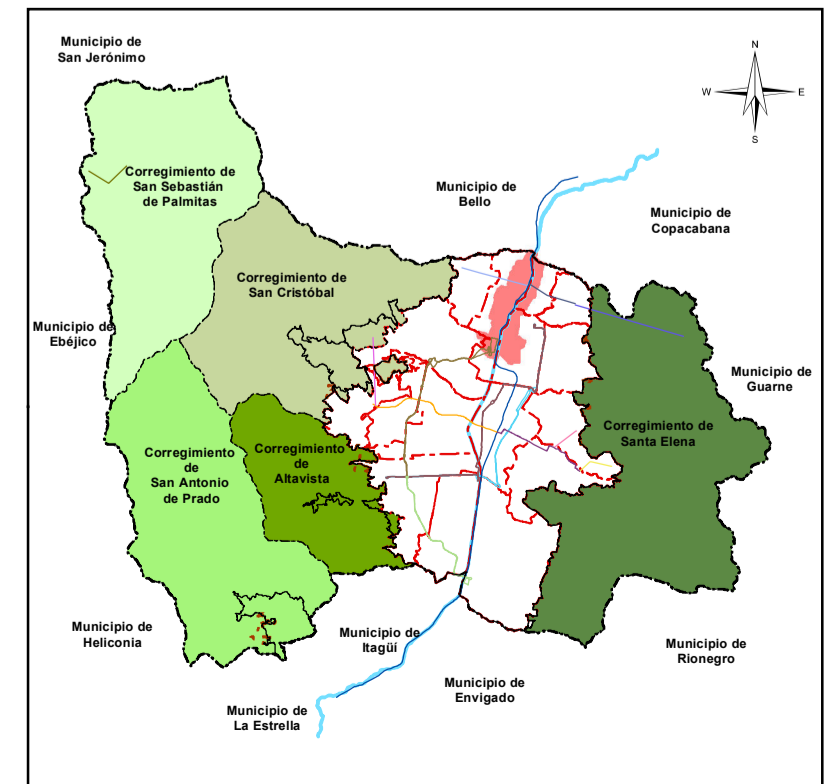 Municipio de
San Jerónimo
N
W
E
S
Corregimiento de
San Sebastián
de Palmitas
Municipio de
Bello
Municipio de
Copacabana
Corregimiento de
San Cristóbal
Municipio de
Ebéjico
Municipio de
Guarne
Corregimiento de
Santa Elena
Corregimiento
de
San Antonio
de Prado
Corregimiento
de
Altavista
Municipio de
Heliconia
Municipio de
Itagüí
Municipio de
Rionegro
Municipio de
Envigado
Municipio de
La Estrella